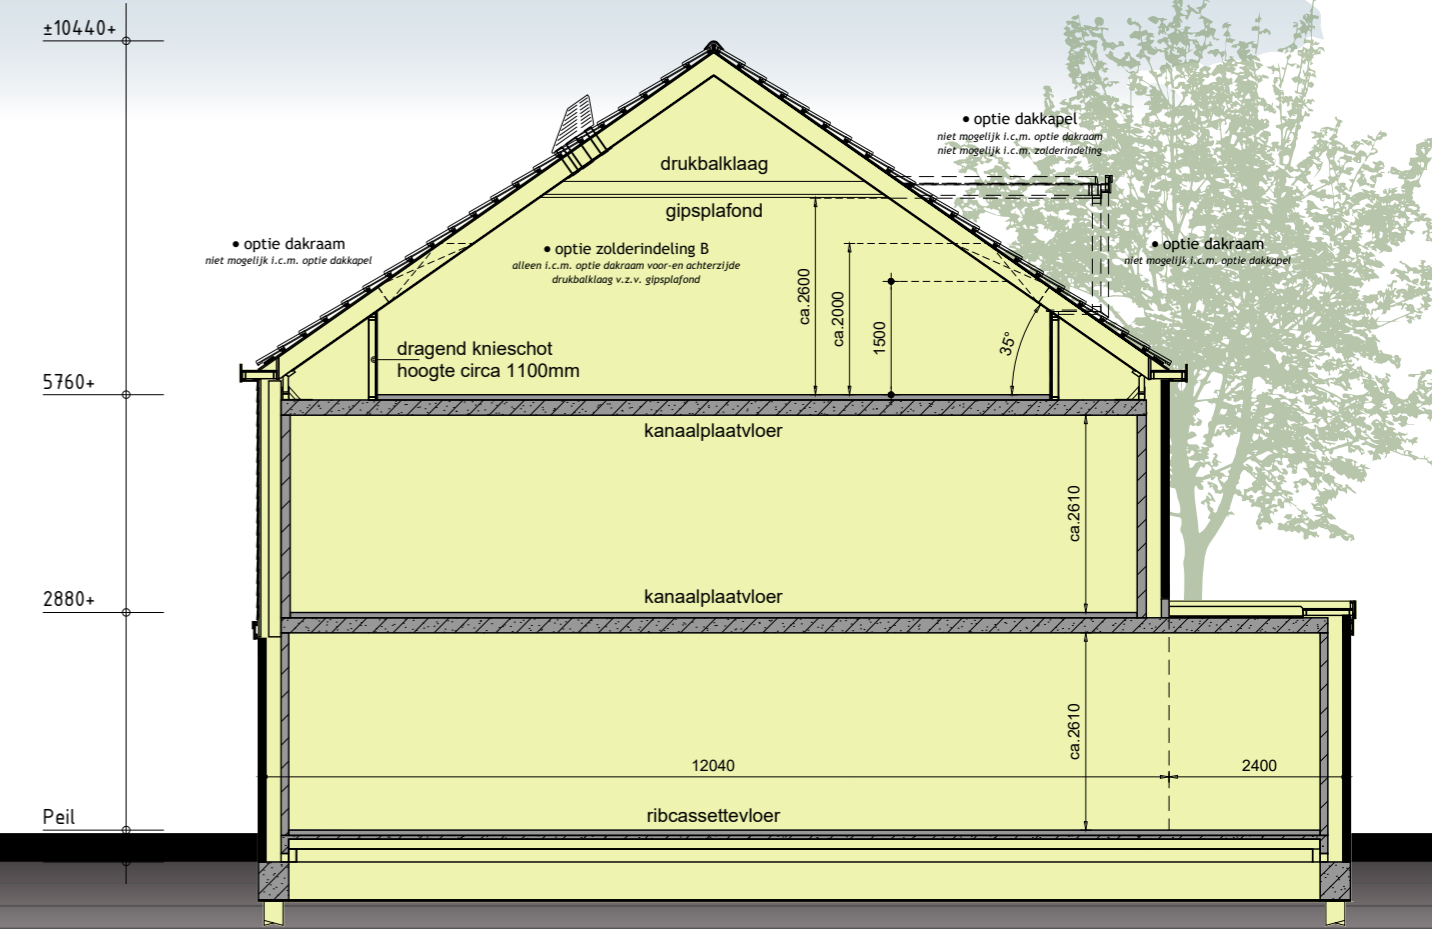 ±10440+
• optie dakkapel
niet mogelijk i.c.m. optie dakraam
niet mogelijk i.c.m. zolderindeling
drukbalklaag
gipsplafond
• optie dakraam
niet mogelijk i.c.m. optie dakkapel
• optie zolderindeling B
alleen i.c.m. optie dakraam voor-en achterzijde
drukbalklaag v.z.v. gipsplafond
• optie dakraam
niet mogelijk i.c.m. optie dakkapel
ca.2600
ca.2000
1500
35°
dragend knieschot
hoogte circa 1100mm
5760+
kanaalplaatvloer
ca.2610
2880+
kanaalplaatvloer
ca.2610
12040
2400
Peil
ribcassettevloer